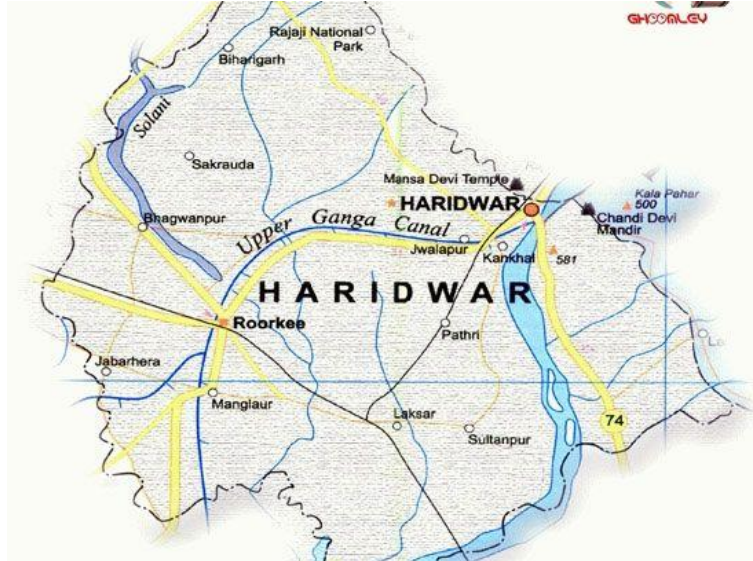 GHOOMLEY
Rajaji National
Park
Biharigarh
Solani
Sakrauda
Mansa Devi Temple
HARIDWAR
Kala Pahar
500
Chandi Devi
Mandir
Bhagwanpur
Upper Ganga Canal
Jwalapur
Kankhal
581
HARIDWAR
Roorkee
Pathri
Jabarhera
Manglaur
Laksar
Sultanpur
74